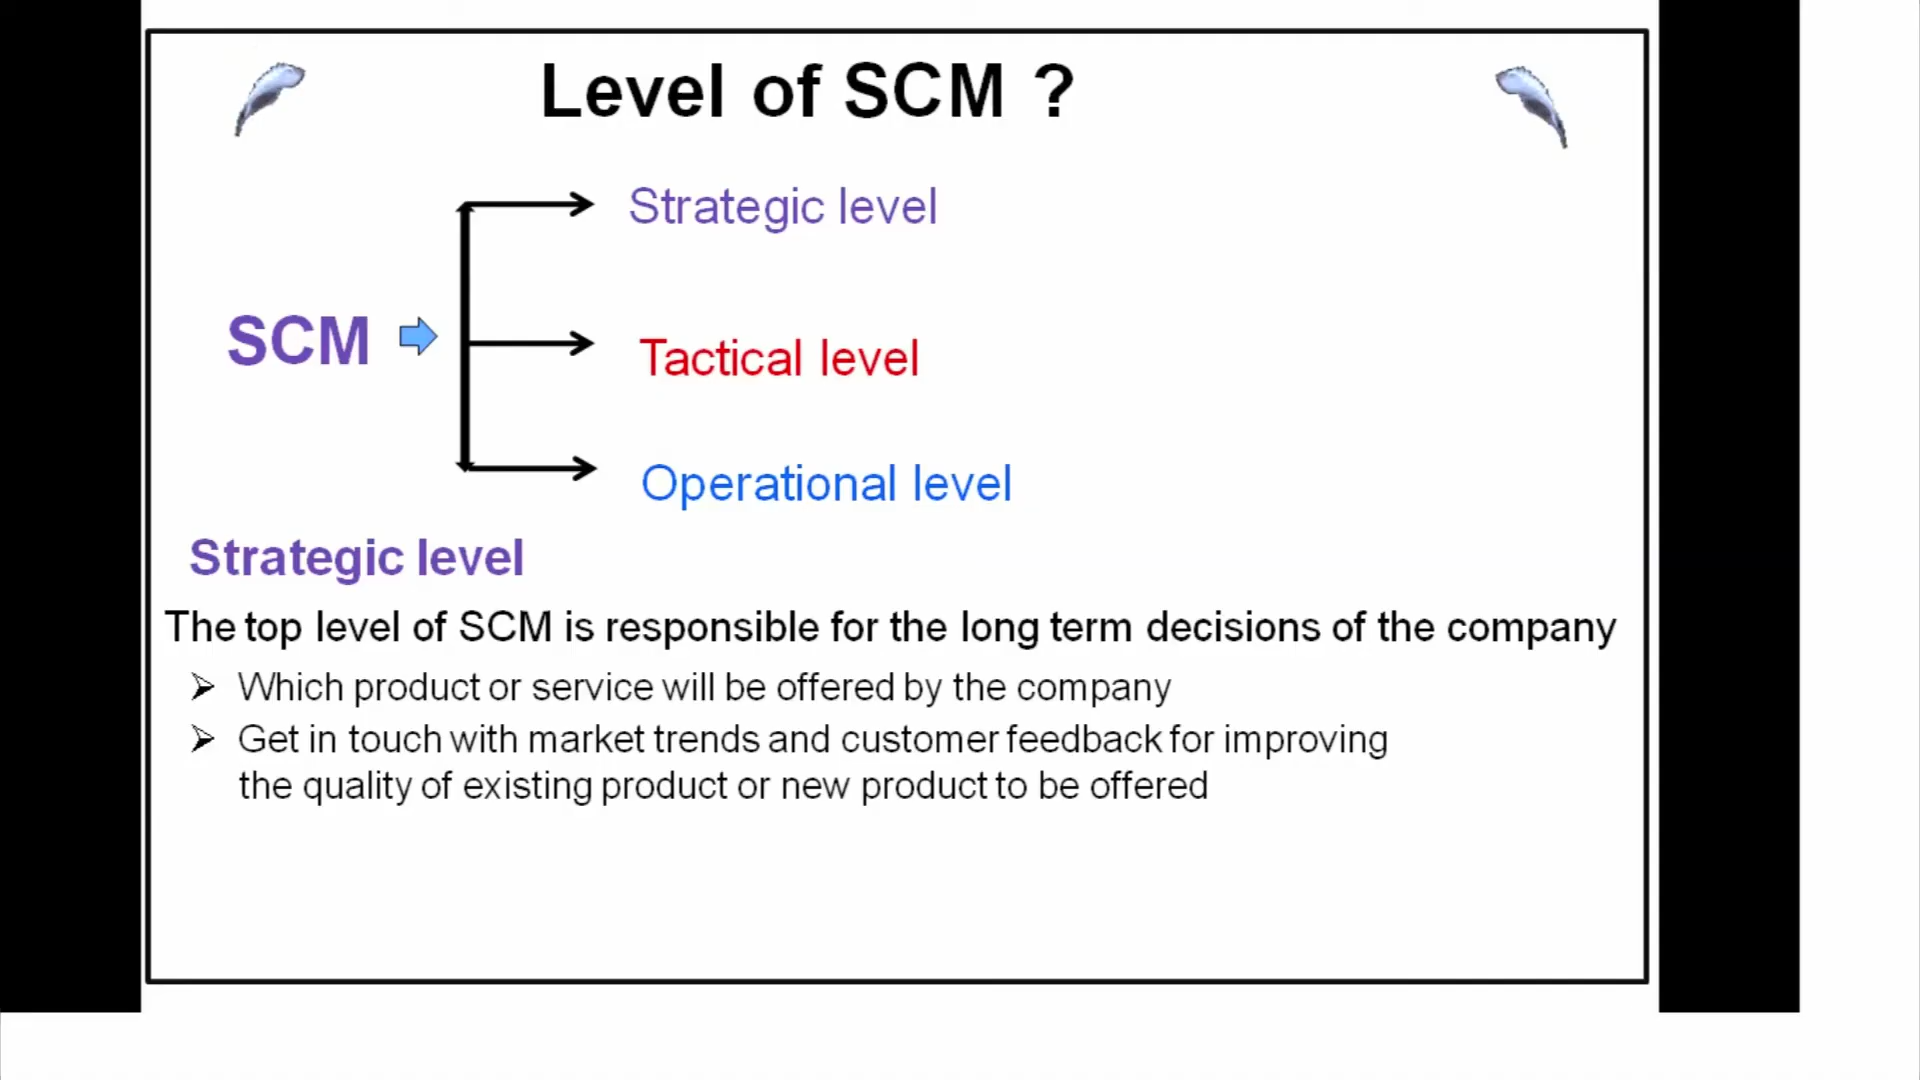 Level of SCM ?
Strategic level
SCM
Tactical level
Operational level
Strategic level
The top level of SCM is responsible for the long term decisions of the company
Which product or service will be offered by the company
Get in touch with market trends and customer feedback for improving
the quality of existing product or new product to be offered